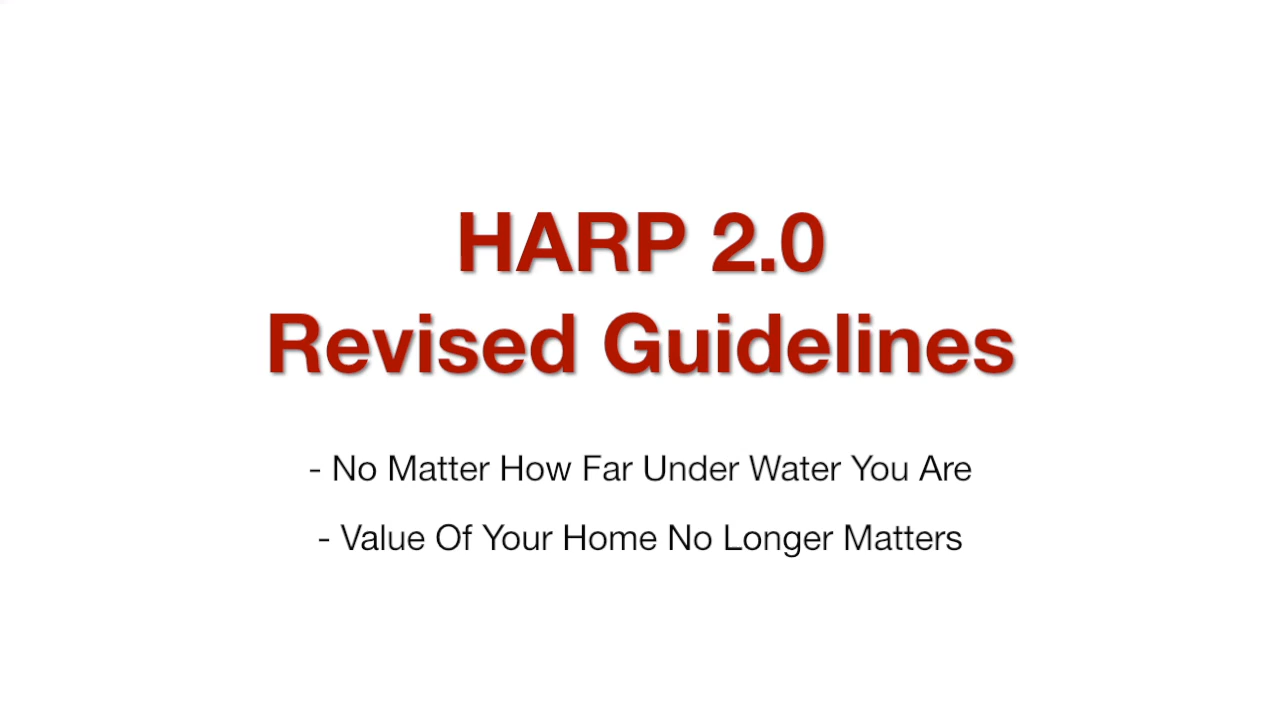 HARP 2.0
Revised Guidelines
- No Matter How Far Under Water You Are
- Value Of Your Home No Longer Matters